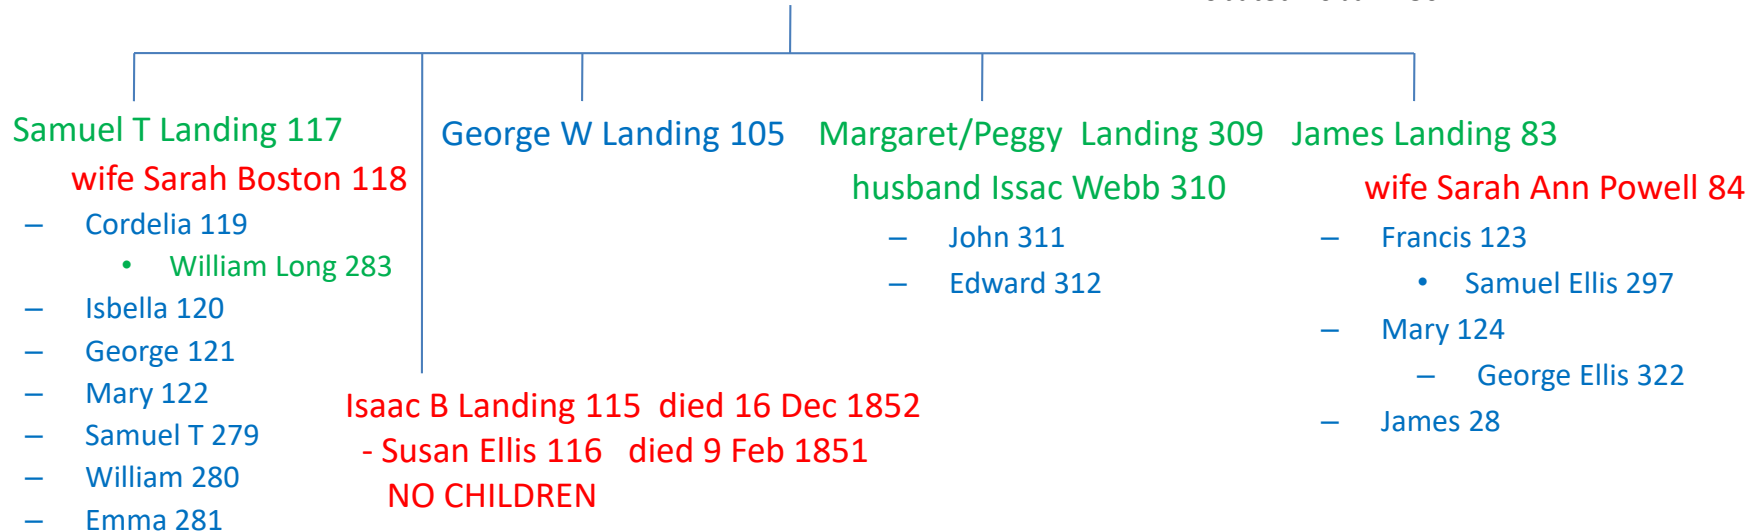 Samuel T Landing 117
wife Sarah Boston 118
– Cordelia 119
• William Long 283
– Isbella 120
– George 121
– Mary 122
– Samuel T 279
– William 280
– Emma 281
Isaac B Landing 115 died 16 Dec 1852
- Susan Ellis 116 died 9 Feb 1851
NO CHILDREN
George W Landing 105
Margaret/Peggy Landing 309
husband Issac Webb 310
– John 311
– Edward 312
James Landing 83
wife Sarah Ann Powell 84
– Francis 123
• Samuel Ellis 297
– Mary 124
– George Ellis 322
– James 28